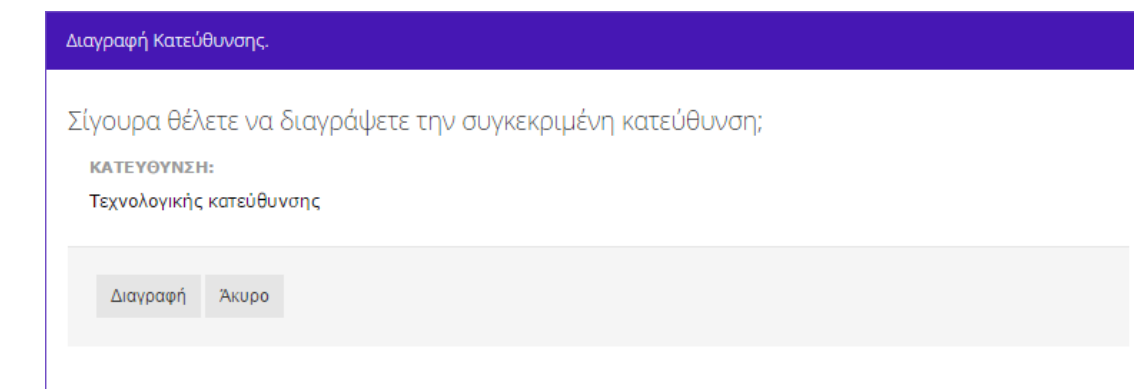 Διαγραφή Κατεύθυνσης.
Σίγουρα θέλετε να διαγράψετε την συγκεκριμένη κατεύθυνση;
ΚΑΤΕΥΘΥΝΣΗ:
Τεχνολογικής κατεύθυνσης
Διαγραφή Άκυρο